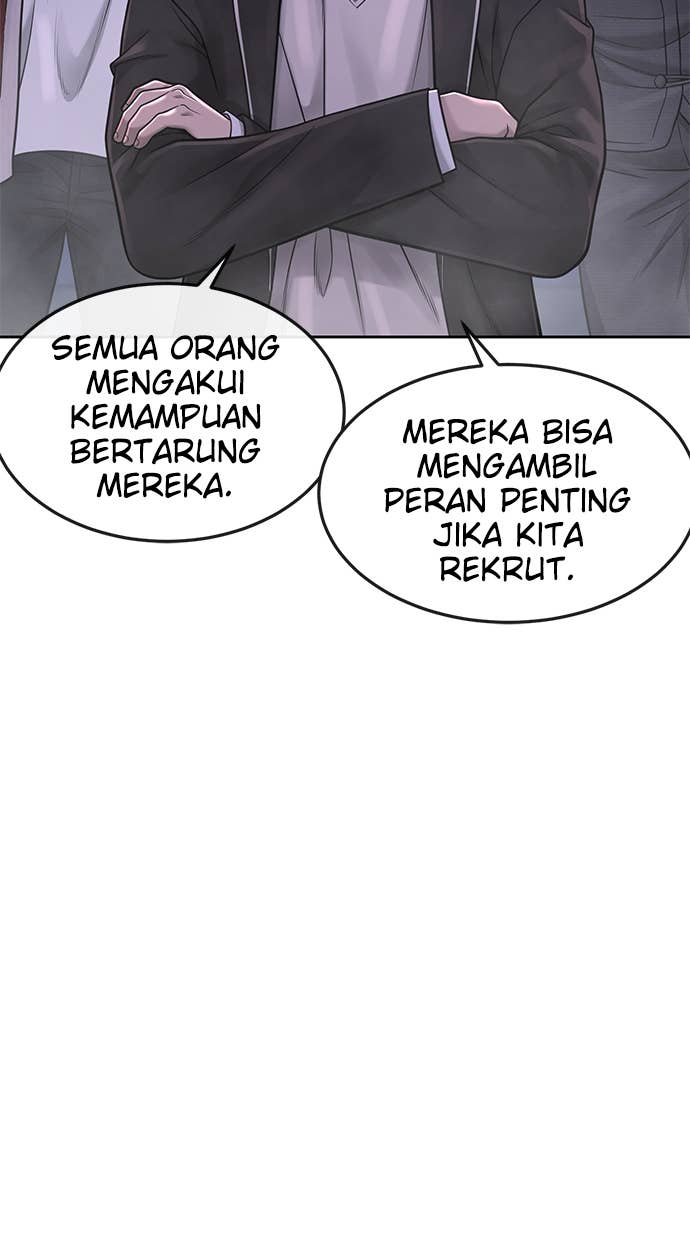 SEMUA ORANG
MENGAKUI
KEMAMPUAN
BERTARUNG
MEREKA.
MEREKA BISA
MENGAMBIL
PERAN PENTING
JIKA KITA
REKRUT.